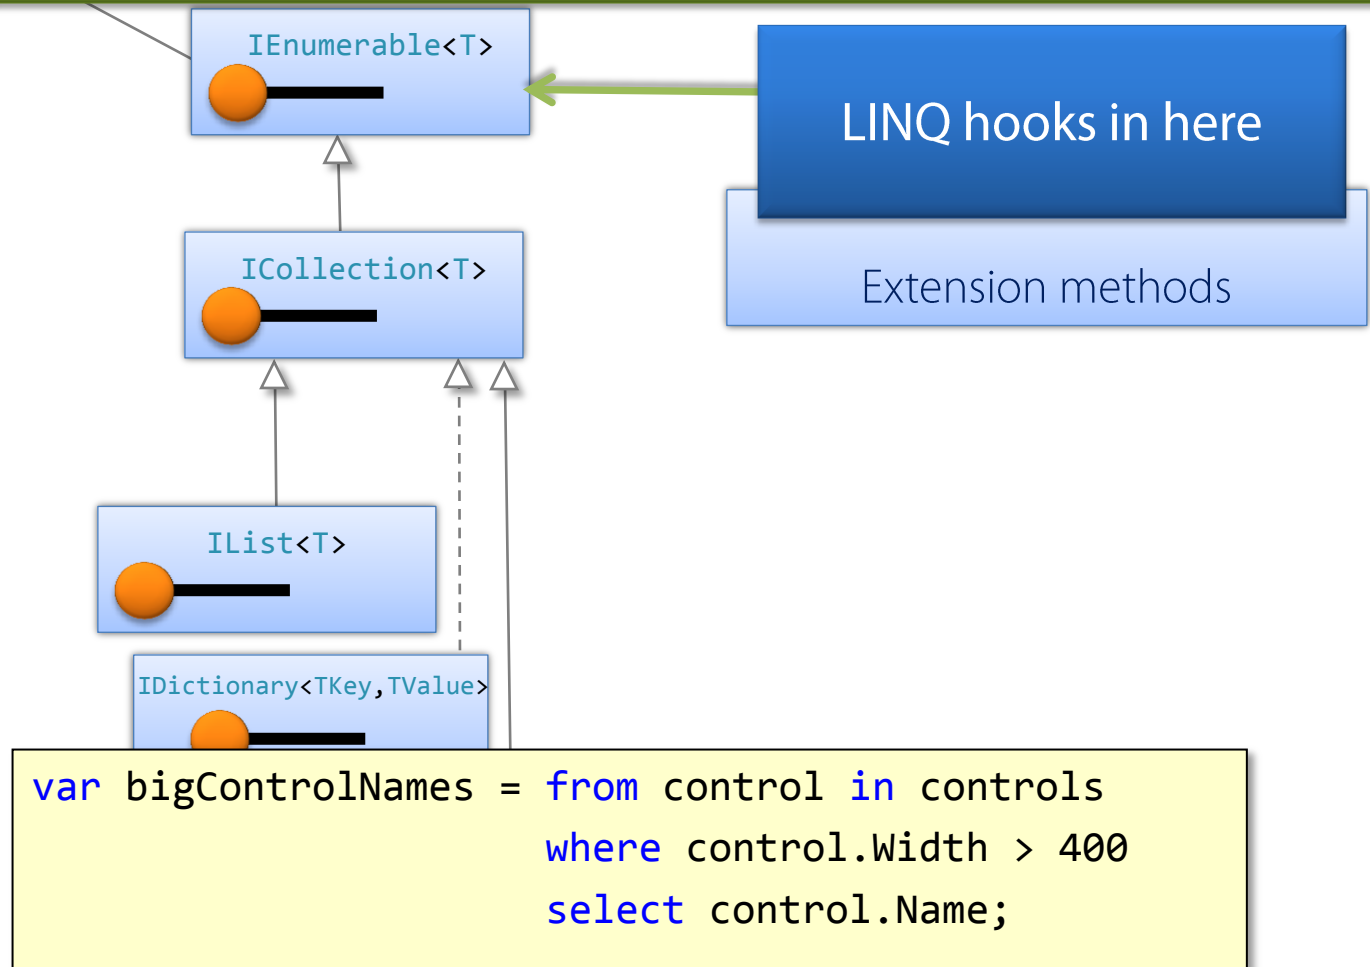 IEnumerable<T>
LINQ hooks in here
ICollection<T>
Extension methods
IList<T>
IDictionary<TKey,TValue>
var bigControlNames = from control in controls
where control.Width > 400
select control.Name;